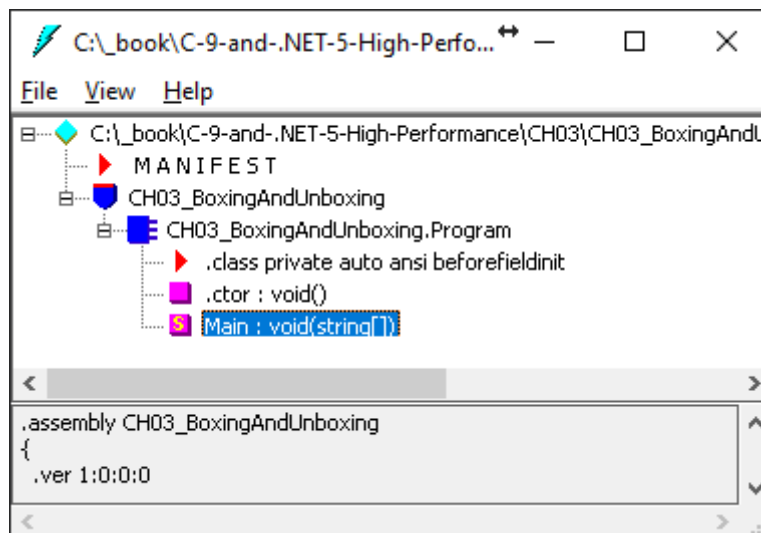 C:\_book\C-9-and-.NET-5-High-Perfo...
File View Help
C:\_book\C-9-and-.NET-5-High-Performance\CH03\CH03_BoxingAndU
MANIFEST
CH03_BoxingAndUnboxing
CH03_BoxingAndUnboxing.Program
.class private auto ansi beforefieldinit
.ctor : void()
S Main : void(string[])
.assembly CH03_BoxingAndUnboxing
{
.ver 1:0:0:0